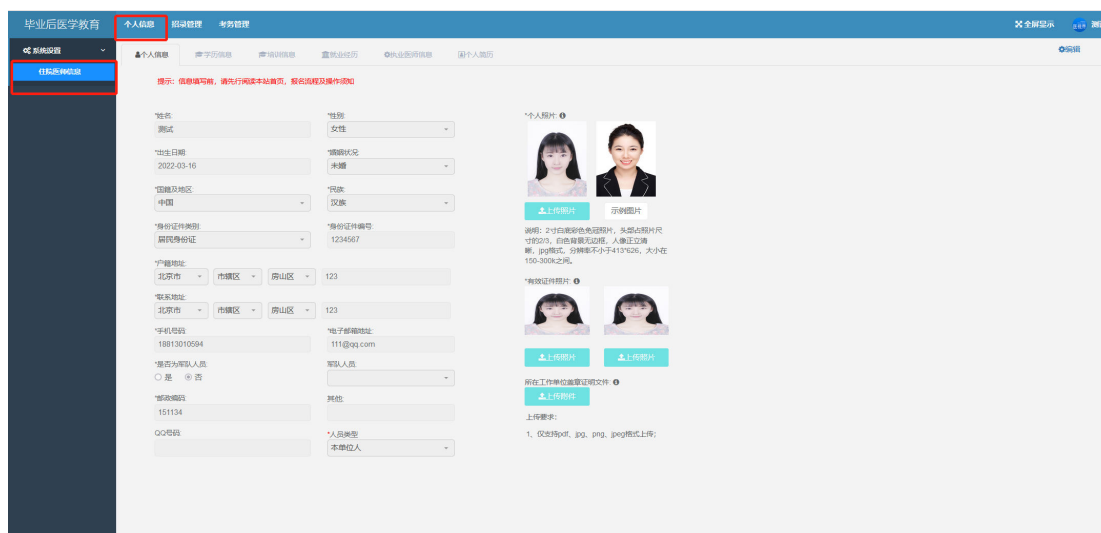 毕业后医学教育 个人信息 招录管理 考务管理 全屏显示
系统设置 个人信息 学历信息 培训信息 就业经历 执业医师信息 个人简历 编辑
住院医师信息
提示：信息填写前，请先行阅读本站首页，报名流程及操作须知
*姓名: *性别: *个人照片:
测试 女性
*出生日期: *婚姻状况:
2022-03-16 未婚
*国籍及地区: *民族:
中国 汉族
上传照片 示例图片
*身份证件类别: *身份证件编号:
居民身份证 1234567
说明：2寸白底彩色免冠照片，头部占照片尺
寸的2/3，白色背景无边框，人像正立清
晰，jpg格式，分辨率不小于413*626，大小在
150-300k之间。
*户籍地址:
北京市 市辖区 房山区 123
*有效证件照片:
*联系地址:
北京市 市辖区 房山区 123
*手机号码: *电子邮箱地址:
18813010594 111@qq.com
上传照片 上传照片
*是否为军队人员: 军队人员:
是 否
所在工作单位盖章证明文件:
上传附件
*邮政编码: 其他:
151134
上传要求：
QQ号码: *人员类型:
1、仅支持pdf、jpg、png、jpeg格式上传;
本单位人